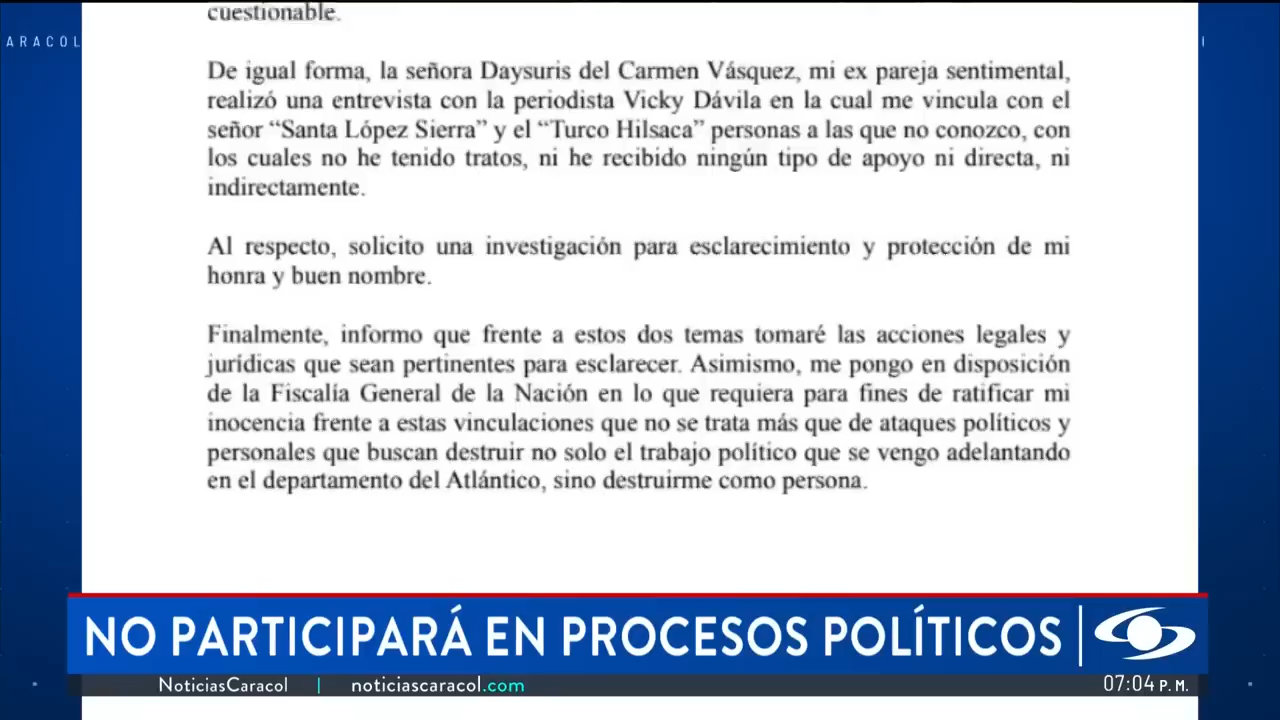 cuestionable.
ARACOL
De igual forma, la señora Daysuris del Carmen Vásquez, mi ex pareja sentimental,
realizó una entrevista con la periodista Vicky Dávila en la cual me vincula con el
señor “Santa López Sierra” y el “Turco Hilsaca” personas a las que no conozco, con
los cuales no he tenido tratos, ni he recibido ningún tipo de apoyo ni directa, ni
indirectamente.
Al respecto, solicito una investigación para esclarecimiento y protección de mi
honra y buen nombre.
Finalmente, informo que frente a estos dos temas tomaré las acciones legales y
jurídicas que sean pertinentes para esclarecer. Asimismo, me pongo en disposición
de la Fiscalía General de la Nación en lo que requiera para fines de ratificar mi
inocencia frente a estas vinculaciones que no se trata más que de ataques políticos y
personales que buscan destruir no solo el trabajo político que se vengo adelantando
en el departamento del Atlántico, sino destruirme como persona.
NO PARTICIPARÁ EN PROCESOS POLÍTICOS
NoticiasCaracol | noticiascaracol.com
07:04 P. M.